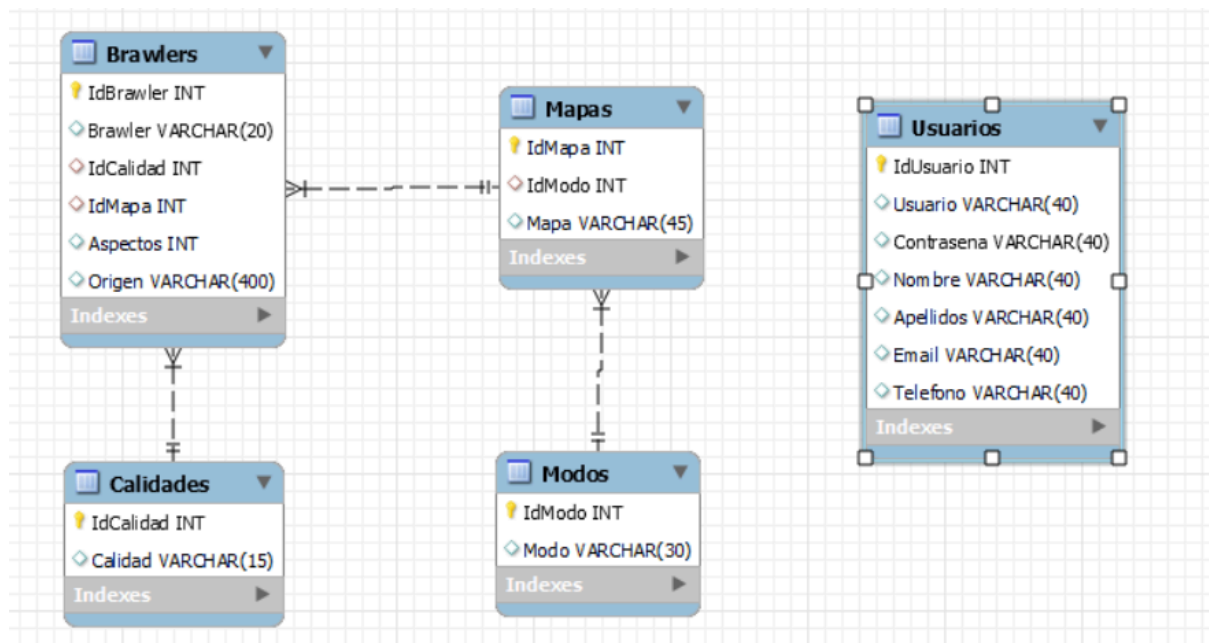 Brawlers
IdBrawler INT
Brawler VARCHAR(20)
IdCalidad INT
IdMapa INT
Aspectos INT
Origen VARCHAR(400)
Indexes
Mapas
IdMapa INT
IdModo INT
Mapa VARCHAR(45)
Indexes
Usuarios
IdUsuario INT
Usuario VARCHAR(40)
Contrasena VARCHAR(40)
Nombre VARCHAR(40)
Apellidos VARCHAR(40)
Email VARCHAR(40)
Telefono VARCHAR(40)
Indexes
Calidades
IdCalidad INT
Calidad VARCHAR(15)
Indexes
Modos
IdModo INT
Modo VARCHAR(30)
Indexes